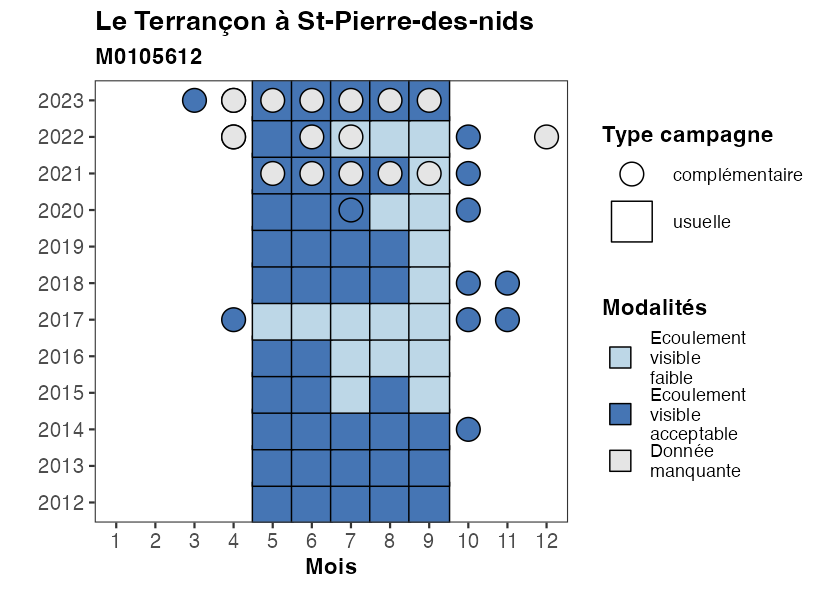 Le Terrançon à St-Pierre-des-nids
M0105612
2023
2022
2021
2020
2019
2018
2017
2016
2015
2014
2013
2012
1 2 3 4 5 6 7 8 9 10 11 12
Mois
Type campagne
complémentaire
usuelle
Modalités
Ecoulement
visible
faible
Ecoulement
visible
acceptable
Donnée
manquante